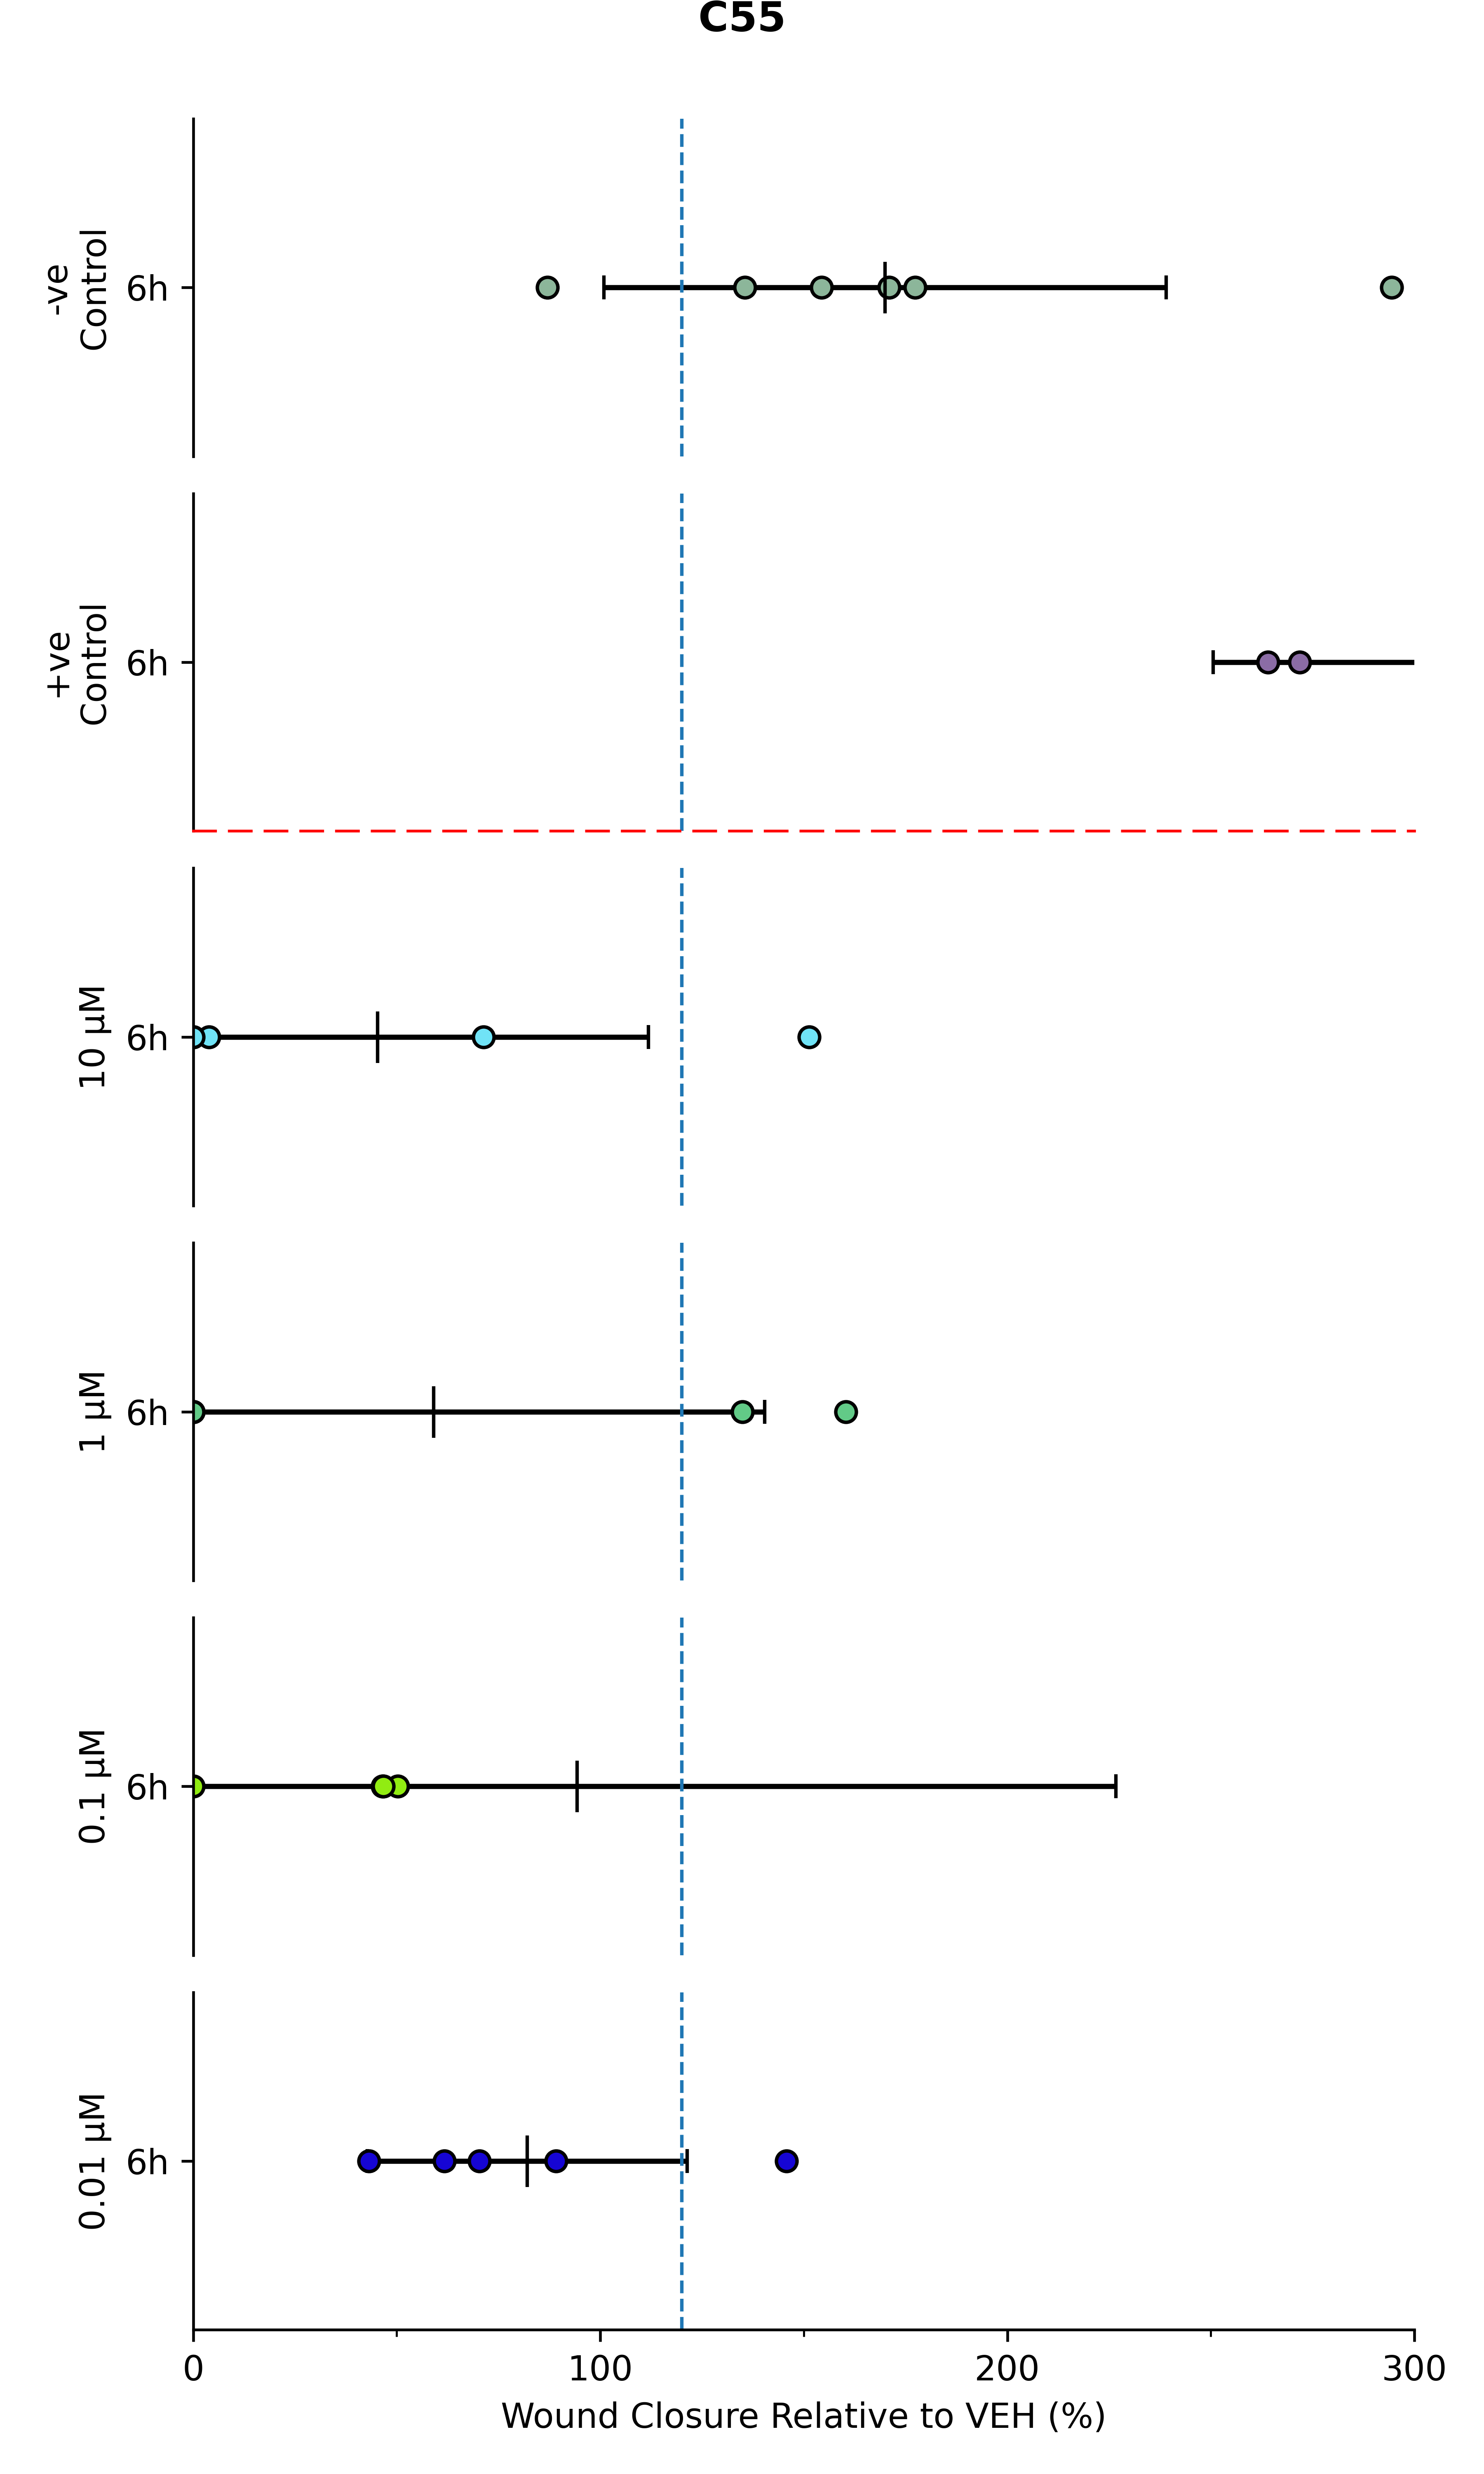 C55
-ve
Control
6h
+ve
Control
6h
10 µM
6h
1 µM
6h
0.1 µM
6h
0.01 µM
6h
0
100
200
300
Wound Closure Relative to VEH (%)